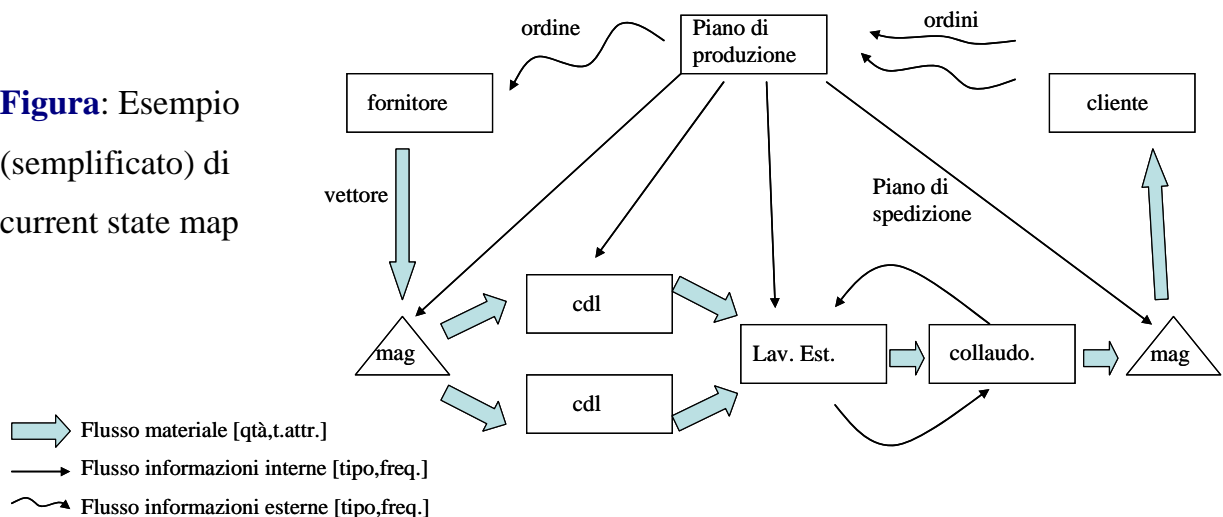 ordine
Piano di
produzione
ordini
Figura: Esempio
(semplificato) di
current state map
fornitore
cliente
vettore
Piano di
spedizione
cdl
mag
Lav. Est.
collaudo.
mag
cdl
Flusso materiale [qtà,t.attr.]
Flusso informazioni interne [tipo,freq.]
Flusso informazioni esterne [tipo,freq.]